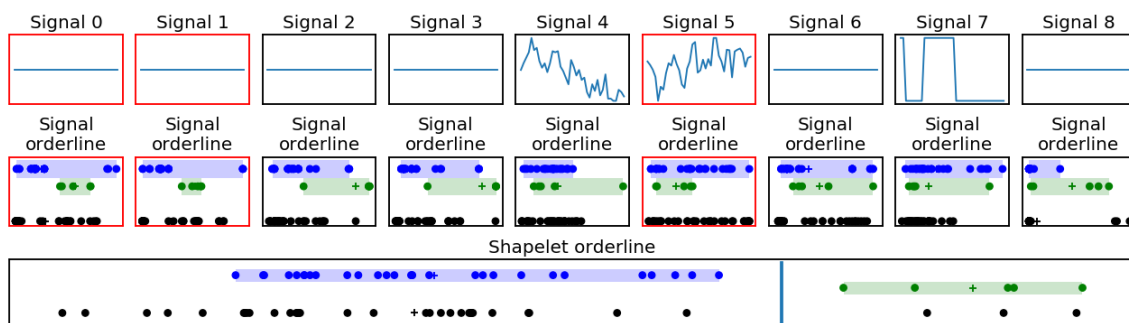 Signal 0 Signal 1 Signal 2 Signal 3 Signal 4 Signal 5 Signal 6 Signal 7 Signal 8
Signal Signal Signal Signal Signal Signal Signal Signal Signal
orderline orderline orderline orderline orderline orderline orderline orderline orderline
Shapelet orderline